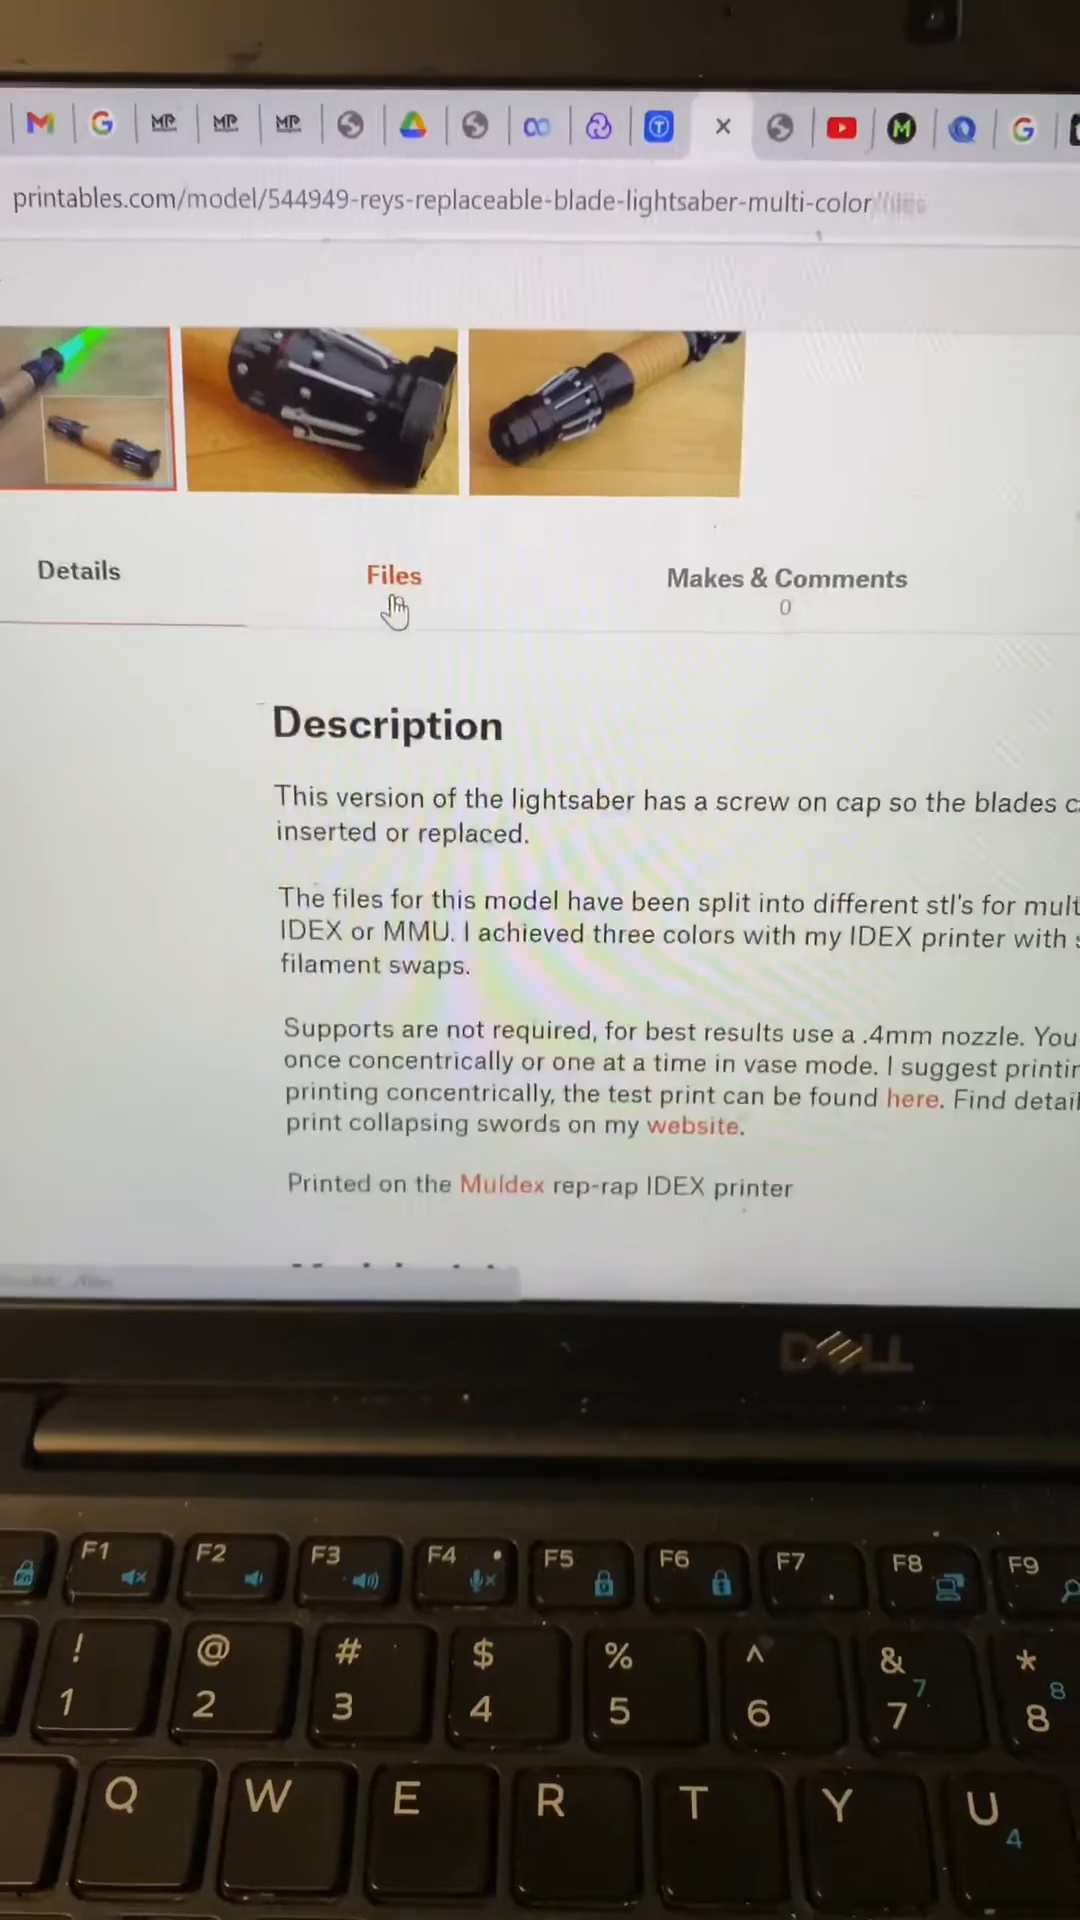 printables.com/model/544949-reys-replaceable-blade-lightsaber-multi-color
Details
Files
Makes & Comments
0
Description
This version of the lightsaber has a screw on cap so the blades
inserted or replaced.
The files for this model have been split into different stl's for
IDEX or MMU. I achieved three colors with my IDEX printer with
filament swaps.
Supports are not required, for best results use a .4mm nozzle. You
once concentrically or one at a time in vase mode. I suggest
printing concentrically, the test print can be found here. Find
print collapsing swords on my website.
Printed on the Muldex rep-rap IDEX printer
DELL
F1 F2 F3 F4 F5 F6 F7 F8 F9
! @ # $ % ^ & *
1 2 3 4 5 6 7 7 8 8
Q W E R T Y U
4